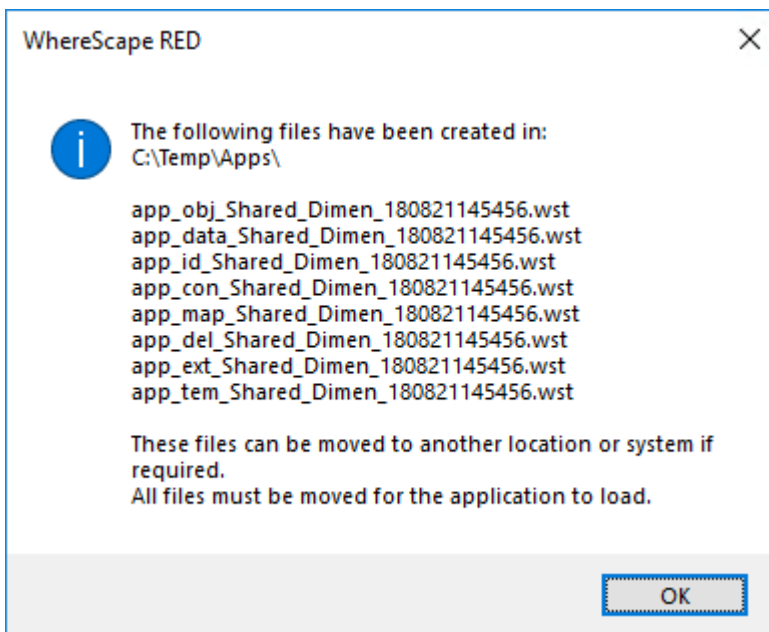 WhereScape RED
The following files have been created in:
C:\Temp\Apps\
app_obj_Shared_Dimen_180821145456.wst
app_data_Shared_Dimen_180821145456.wst
app_id_Shared_Dimen_180821145456.wst
app_con_Shared_Dimen_180821145456.wst
app_map_Shared_Dimen_180821145456.wst
app_del_Shared_Dimen_180821145456.wst
app_ext_Shared_Dimen_180821145456.wst
app_tem_Shared_Dimen_180821145456.wst
These files can be moved to another location or system if
required.
All files must be moved for the application to load.
OK